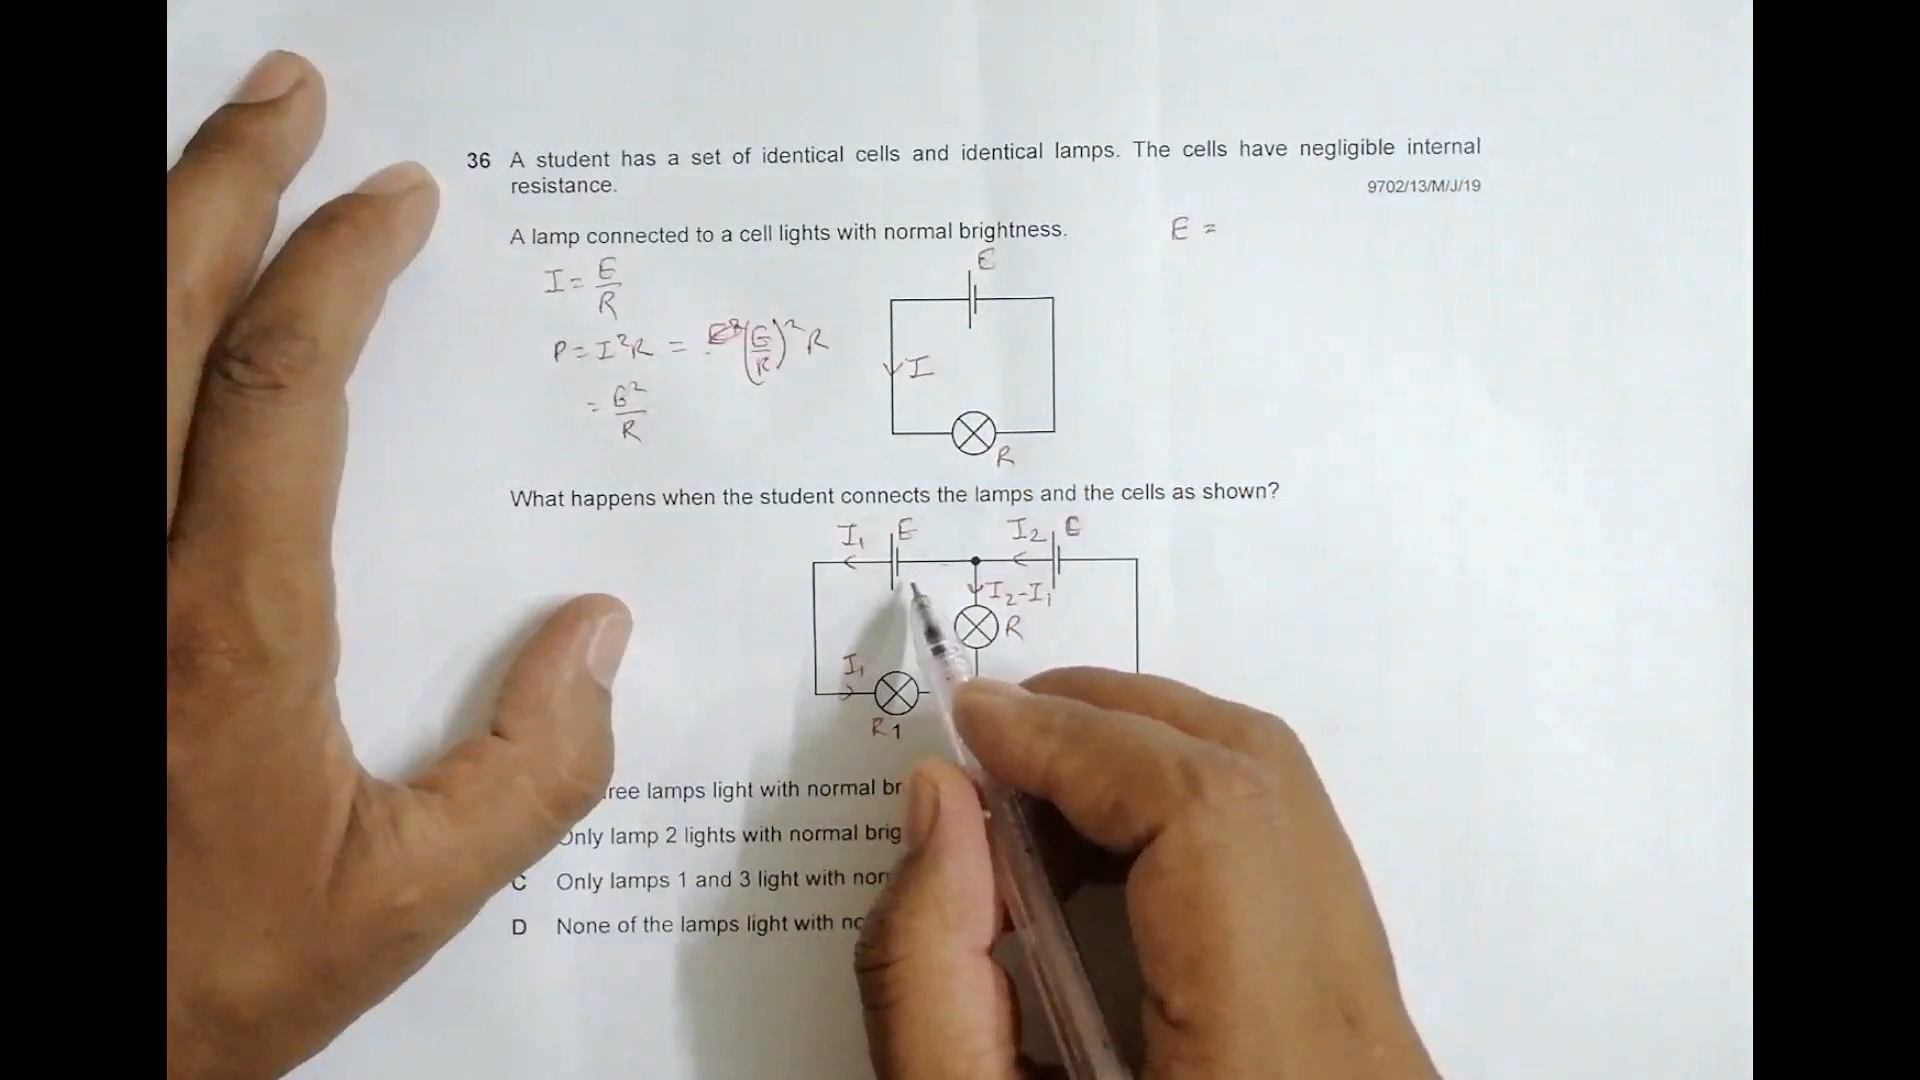 36 A student has a set of identical cells and identical lamps. The cells have negligible internal
resistance.
9702/13/M/J/19
A lamp connected to a cell lights with normal brightness.
E =
I = E/R
E
P = I²R = (E/R)² R
I
= E²/R
R
What happens when the student connects the lamps and the cells as shown?
I₁ E I₂ E
I₂-I₁
R
I₁
R 1
ree lamps light with normal br
Only lamp 2 lights with normal brig
C Only lamps 1 and 3 light with nor
D None of the lamps light with no